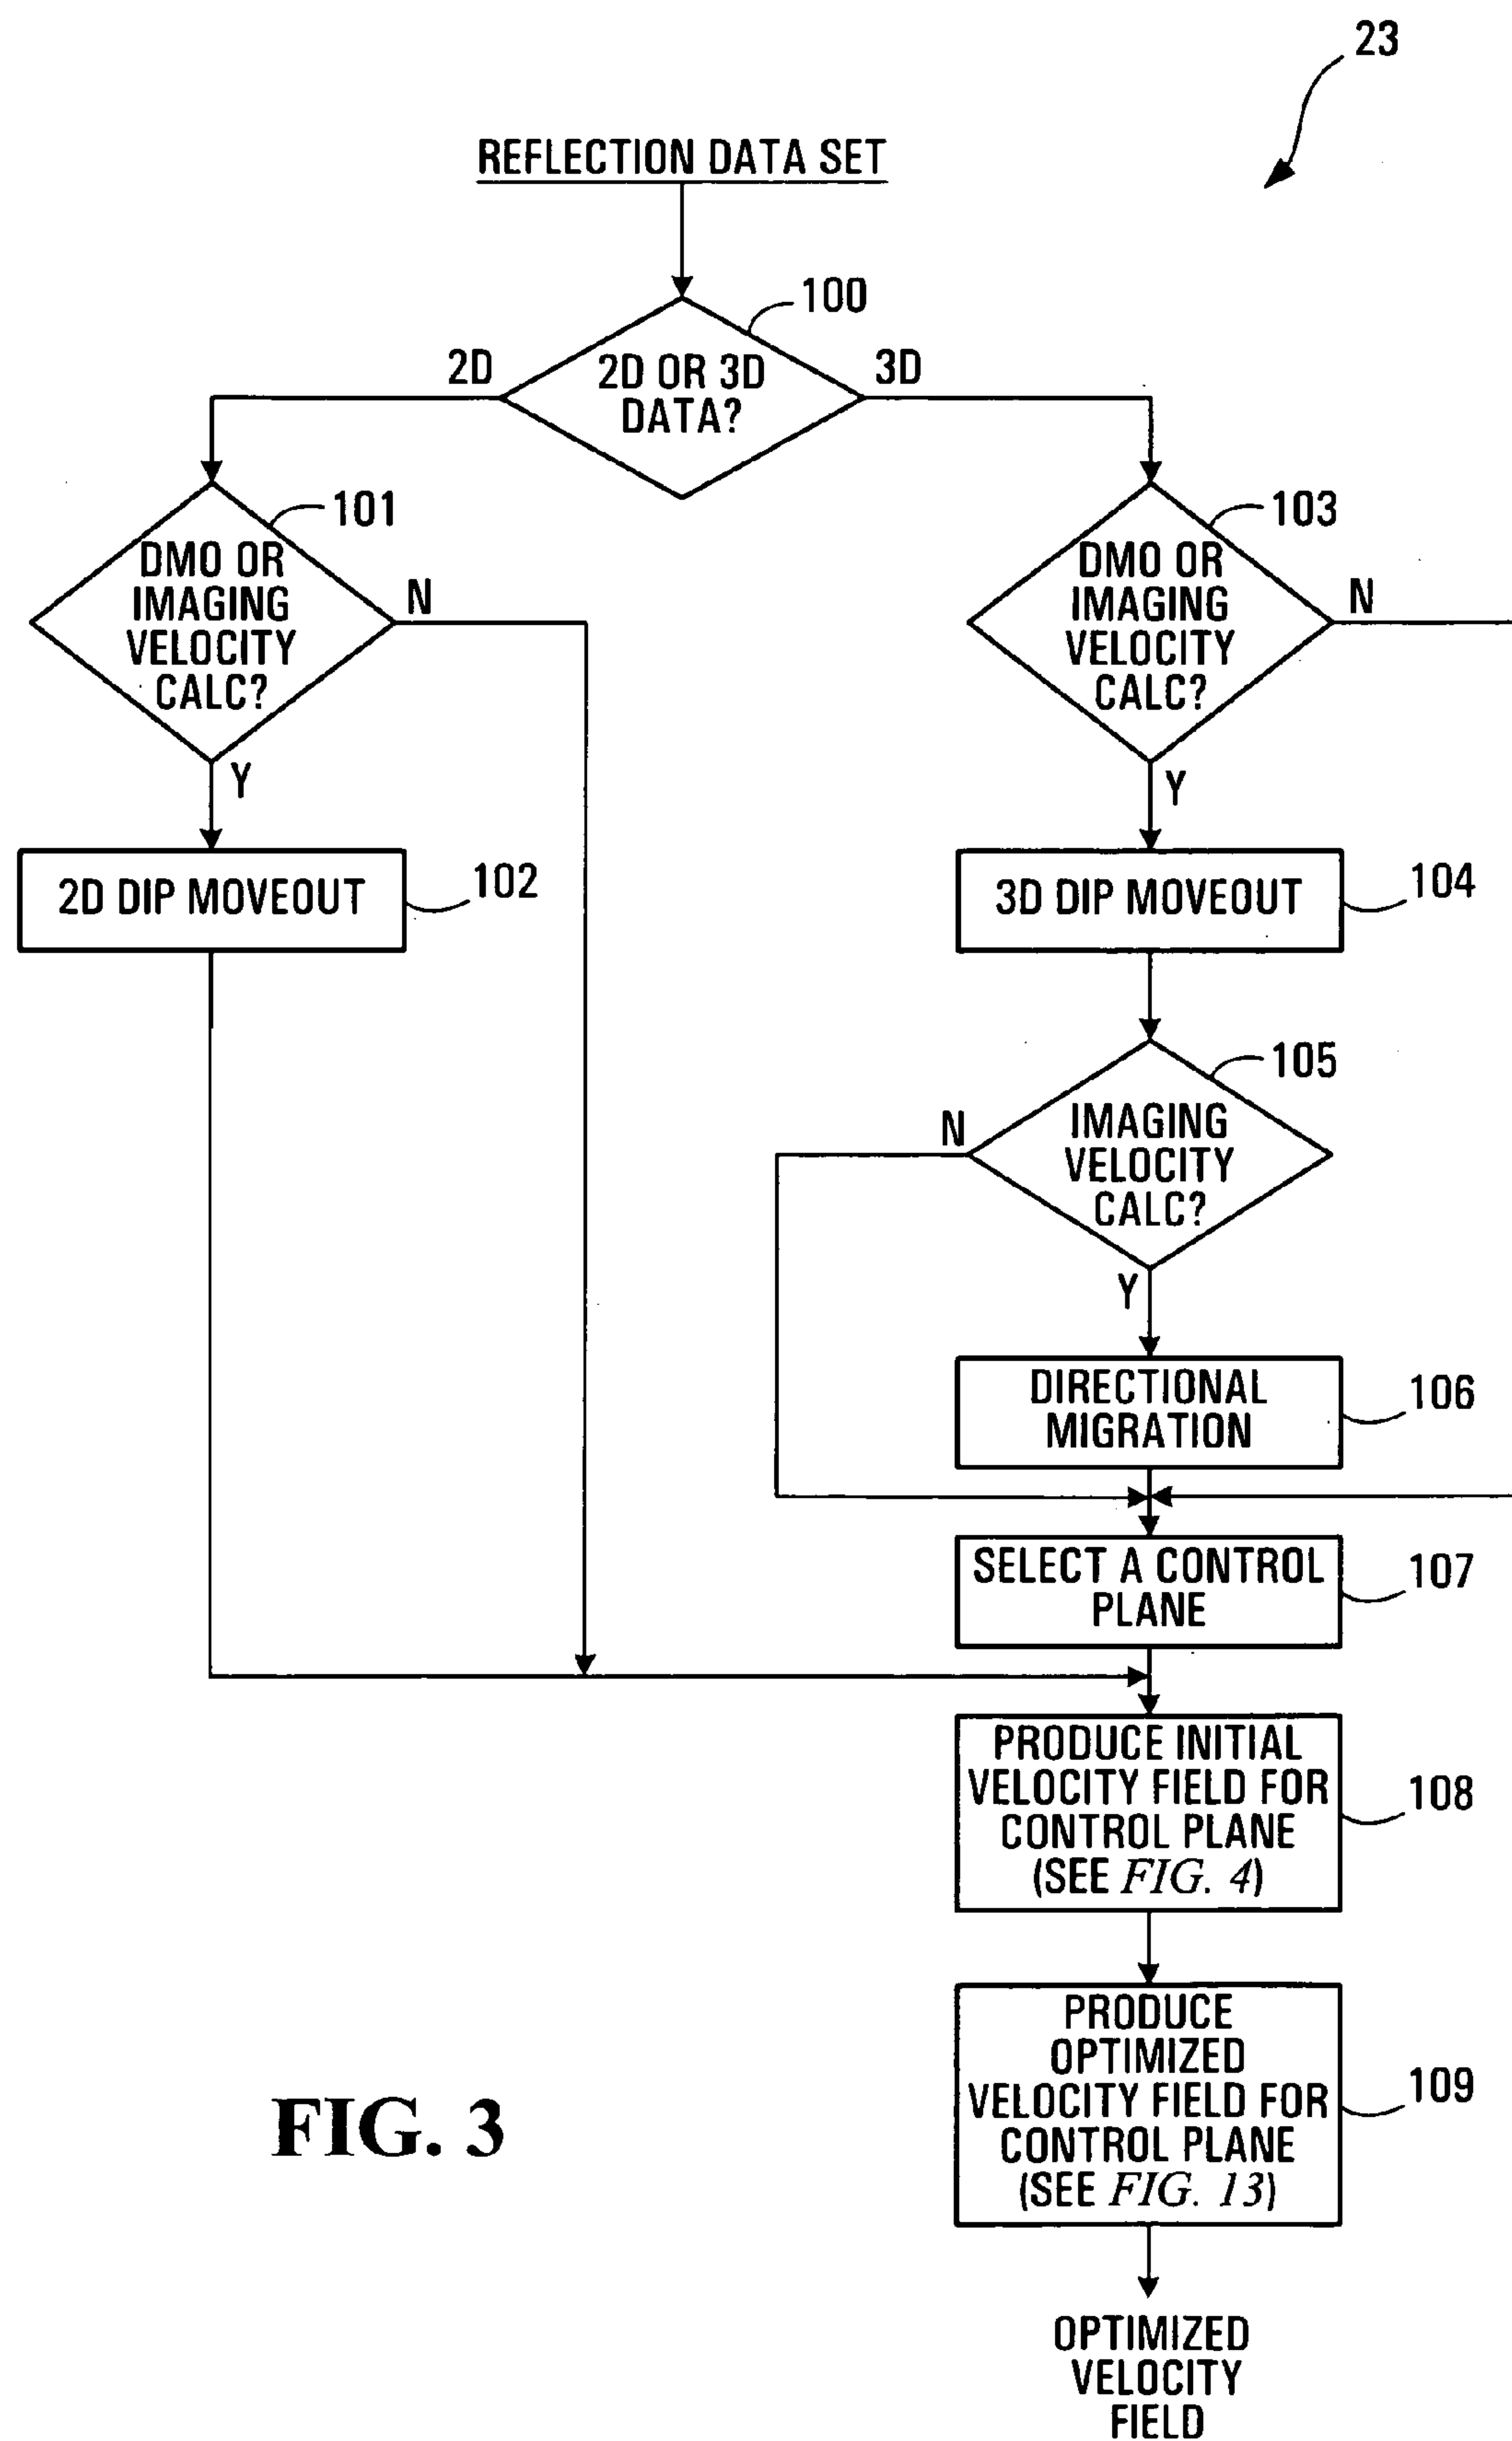 23
REFLECTION DATA SET
100
2D
2D OR 3D
DATA?
3D
101
DMO OR
IMAGING
VELOCITY
CALC?
N
Y
103
DMO OR
IMAGING
VELOCITY
CALC?
N
Y
2D DIP MOVEOUT
102
3D DIP MOVEOUT
104
105
IMAGING
VELOCITY
CALC?
N
Y
DIRECTIONAL
MIGRATION
106
SELECT A CONTROL
PLANE
107
PRODUCE INITIAL
VELOCITY FIELD FOR
CONTROL PLANE
(SEE FIG. 4)
108
PRODUCE
OPTIMIZED
VELOCITY FIELD FOR
CONTROL PLANE
(SEE FIG. 13)
109
FIG. 3
OPTIMIZED
VELOCITY
FIELD